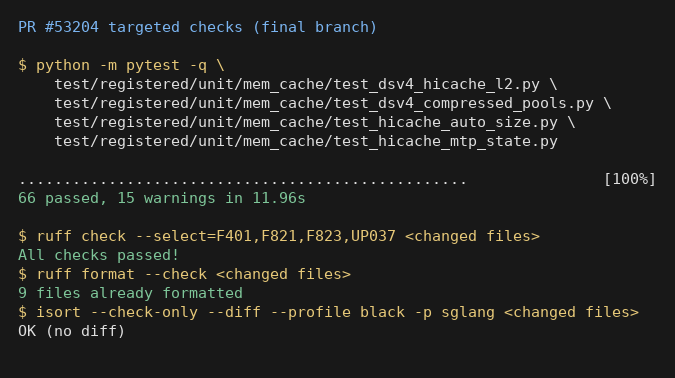 PR #53204 targeted checks (final branch)
$ python -m pytest -q \
    test/registered/unit/mem_cache/test_dsv4_hicache_l2.py \
    test/registered/unit/mem_cache/test_dsv4_compressed_pools.py \
    test/registered/unit/mem_cache/test_hicache_auto_size.py \
    test/registered/unit/mem_cache/test_hicache_mtp_state.py
.................................................. [100%]
66 passed, 15 warnings in 11.96s
$ ruff check --select=F401,F821,F823,UP037 <changed files>
All checks passed!
$ ruff format --check <changed files>
9 files already formatted
$ isort --check-only --diff --profile black -p sglang <changed files>
OK (no diff)